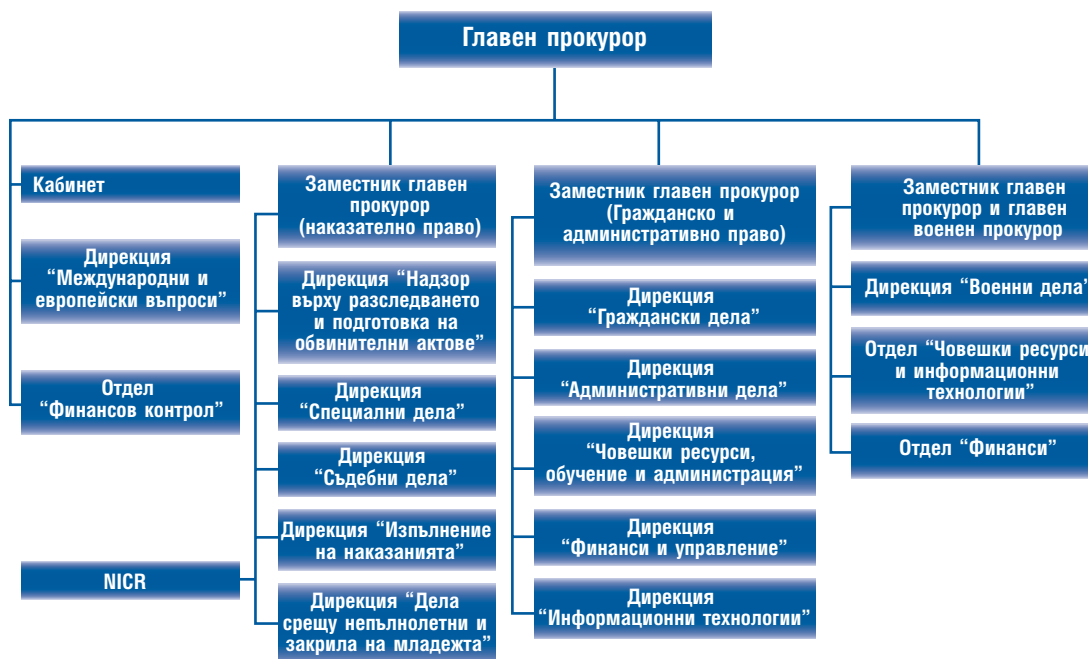 Главен прокурор
Кабинет
Дирекция
“Международни и
европейски въпроси”
Отдел
“Финансов контрол”
NICR
Заместник главен
прокурор
(наказателно право)
Дирекция “Надзор
върху разследването
и подготовка на
обвинителни актове”
Дирекция
“Специални дела”
Дирекция
“Съдебни дела”
Дирекция “Изпълнение
на наказанията”
Дирекция “Дела
срещу непълнолетни и
закрила на младежта”
Заместник главен прокурор
(Гражданско и
административно право)
Дирекция
“Граждански дела”
Дирекция
“Административни дела”
Дирекция
“Човешки ресурси,
обучение и администрация”
Дирекция
“Финанси и управление”
Дирекция
“Информационни технологии”
Заместник главен
прокурор и главен
военен прокурор
Дирекция “Военни дела”
Отдел “Човешки ресурси
и информационни
технологии”
Отдел “Финанси”